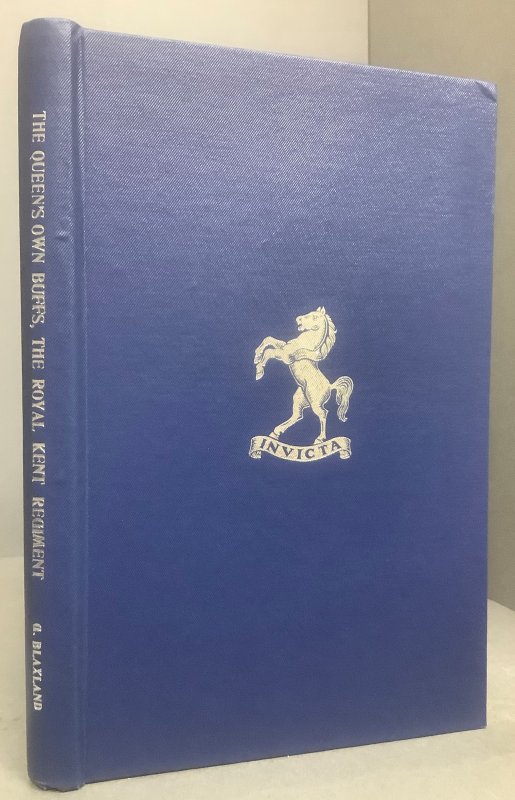 THE QUEEN'S OWN BUFFS, THE ROYAL KENT REGIMENT
G. BLAXLAND
INVICTA